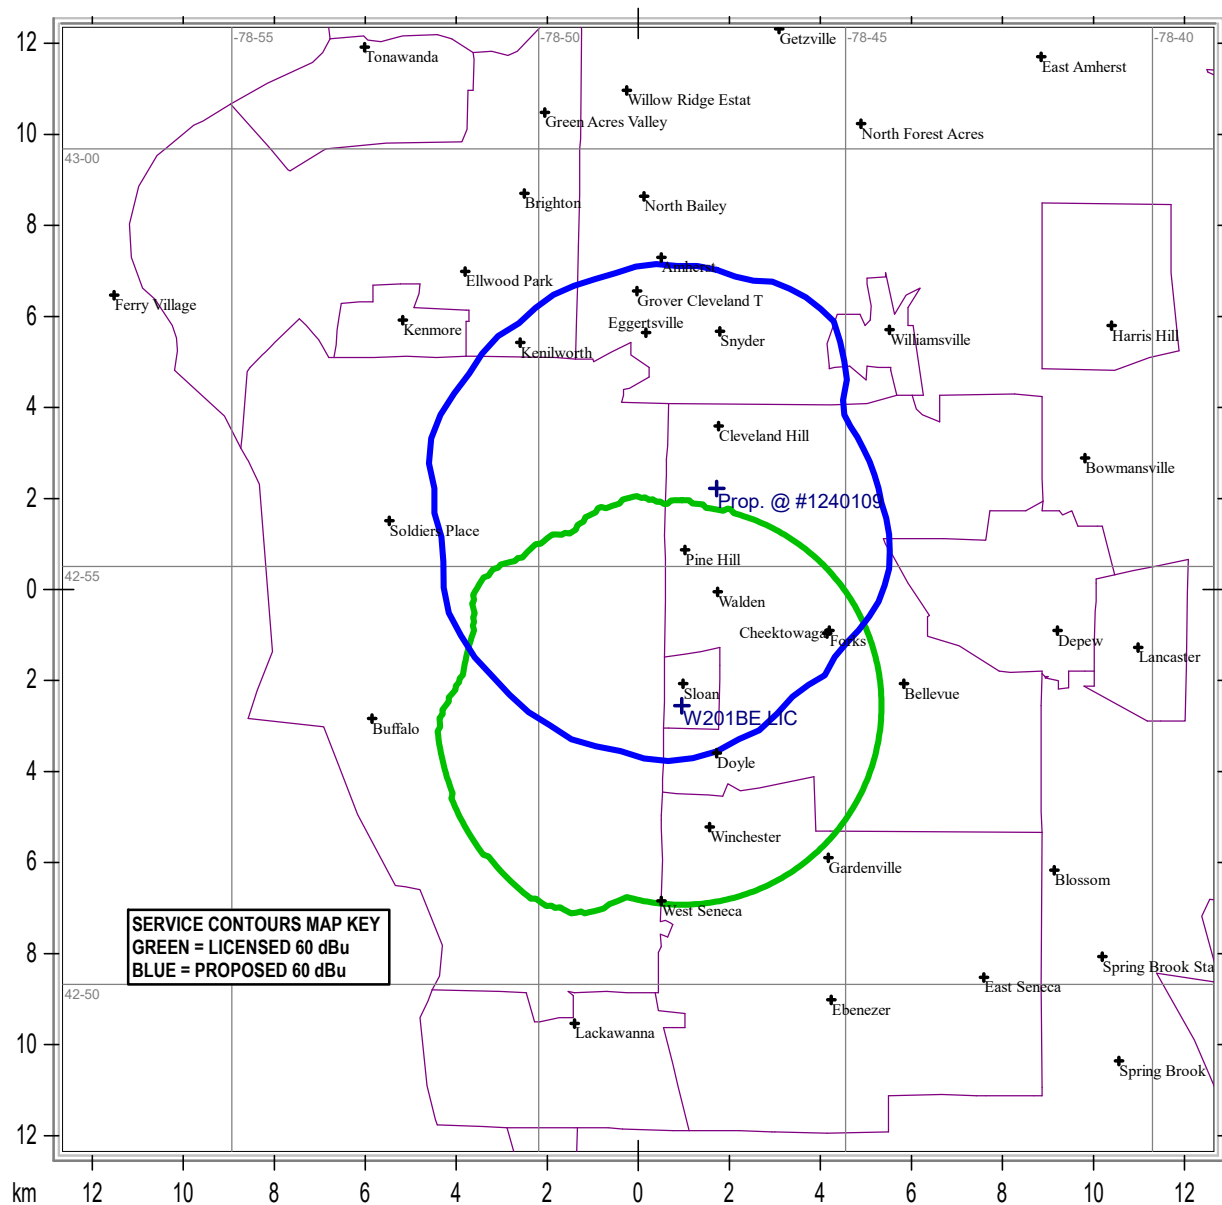 -78-55
-78-50
-78-45
-78-40
12
Tonawanda
Getzville
East Amherst
Willow Ridge Estat
Green Acres Valley
North Forest Acres
10
43-00
Brighton
North Bailey
8
Amherst
Ellwood Park
Ferry Village
Grover Cleveland T
6
Kenmore
Eggertsville
Snyder
Williamsville
Harris Hill
Kenilworth
4
Cleveland Hill
Bowmansville
2
Prop. @ #1240109
Soldiers Place
Pine Hill
42-55
0
Walden
Cheektowaga
Forks
Depew
Lancaster
2
Sloan
Bellevue
W201BE.LIC
Buffalo
4
Doyle
Winchester
6
Gardenville
Blossom
West Seneca
SERVICE CONTOURS MAP KEY
GREEN = LICENSED 60 dBu
BLUE = PROPOSED 60 dBu
8
Spring Brook Sta
East Seneca
42-50
Ebenezer
10
Lackawanna
Spring Brook
12
km 12 10 8 6 4 2 0 2 4 6 8 10 12